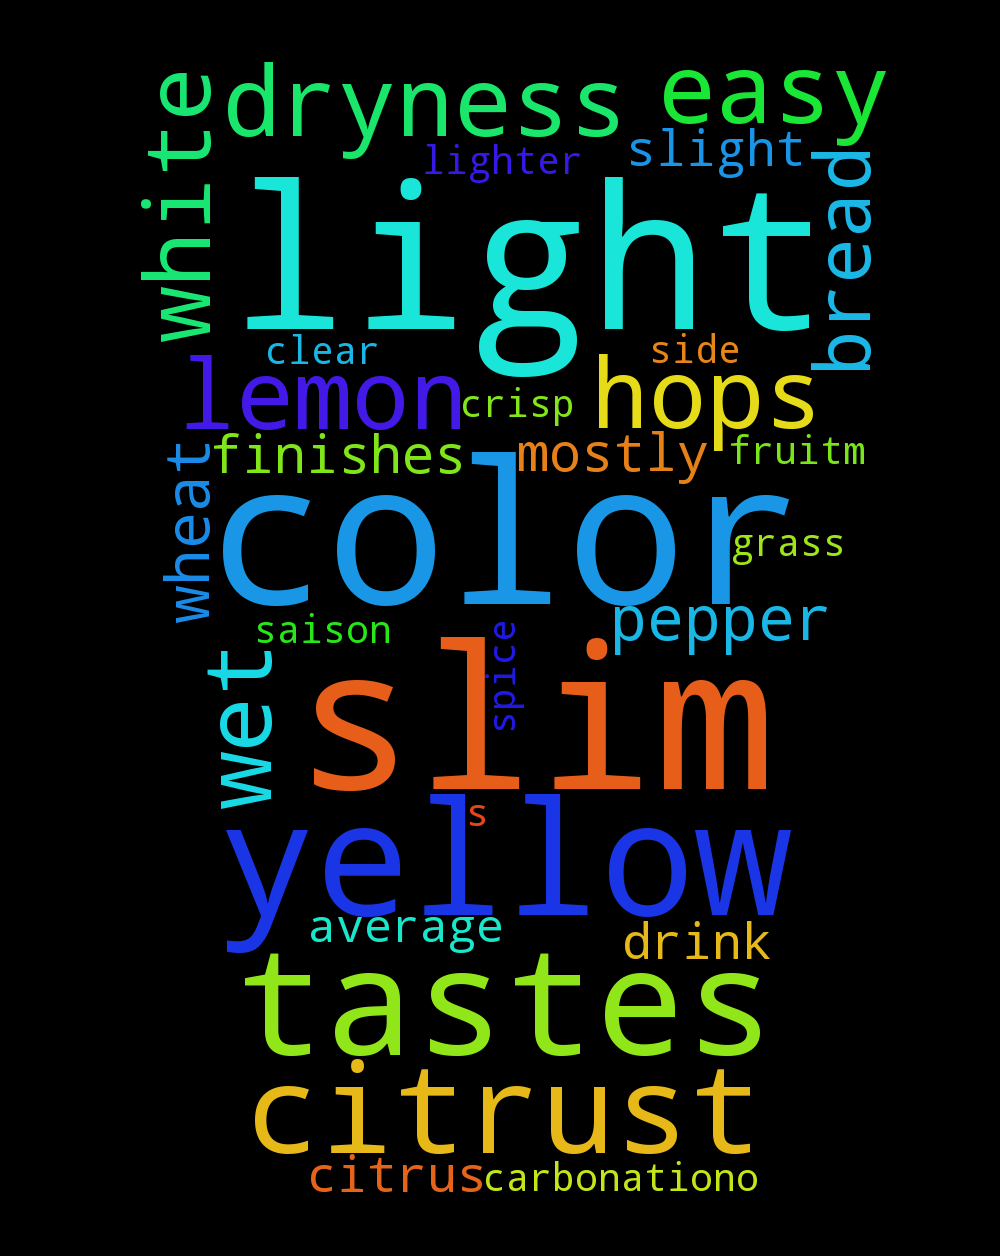 dryness
easy
white
lighter
slight
light
bread
clear
side
lemon
crisp
hops
finishes
mostly
fruitm
wheat
color
grass
saison
pepper
wet
slim
spice
yellow
s
average
drink
tastes
citrust
citrus
carbonationo